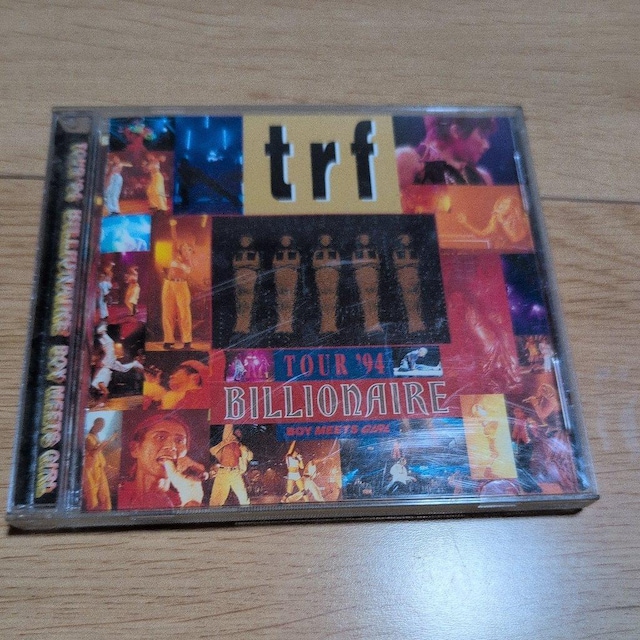 trf
TOUR '94
BILLIONAIRE
BOY MEETS GIRL
TOUR '94 BILLIONAIRE BOY MEETS GIRL